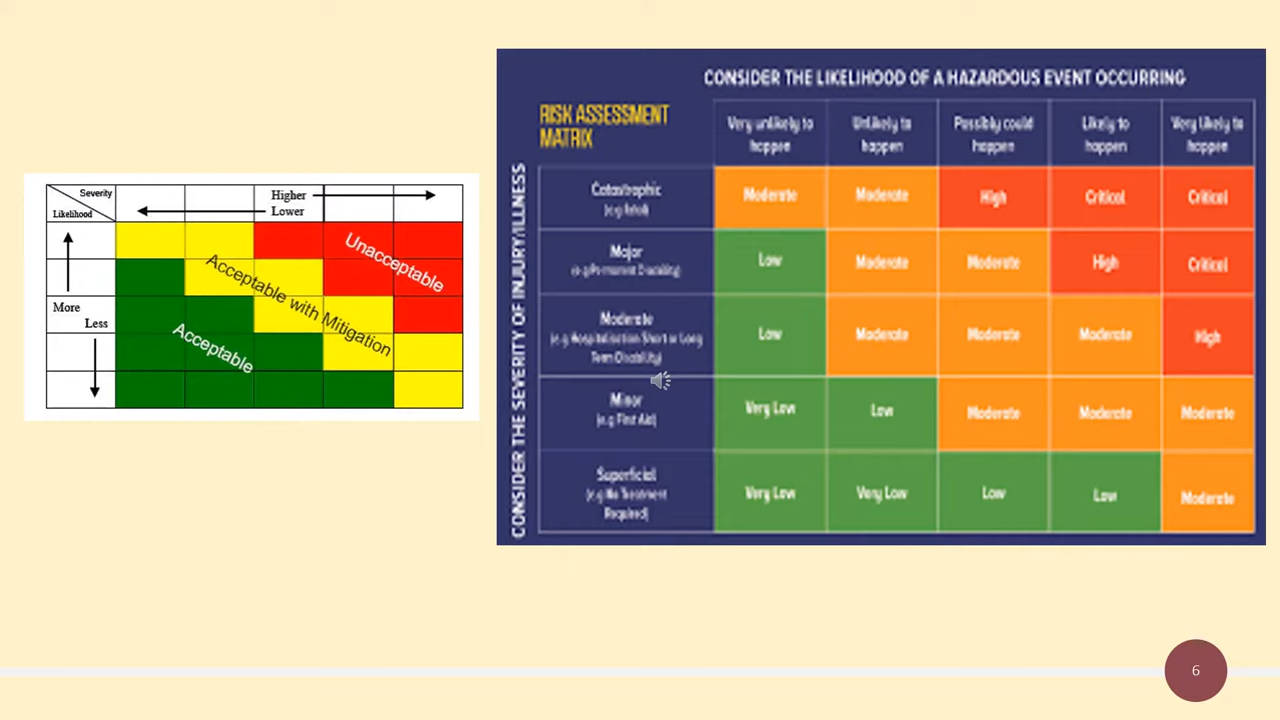 Severity
Likelihood
Higher
Lower
More
Less
Unacceptable
Acceptable with Mitigation
Acceptable
CONSIDER THE LIKELIHOOD OF A HAZARDOUS EVENT OCCURRING
RISK ASSESSMENT
MATRIX
CONSIDER THE SEVERITY OF INJURY/ILLNESS
Very unlikely to
happen
Unlikely to
happen
Possibly could
happen
Likely to
happen
Very likely to
happen
Catastrophic
(e.g Fatal)
Moderate
Moderate
High
Critical
Critical
Major
(e.g Permanent Disability)
Low
Moderate
Moderate
High
Critical
Moderate
(e.g Hospitalisation/Short or Long
Term Disability)
Low
Moderate
Moderate
Moderate
High
Minor
(e.g First Aid)
Very Low
Low
Moderate
Moderate
Moderate
Superficial
(e.g No Treatment
Required)
Very Low
Very Low
Low
Low
Moderate
6